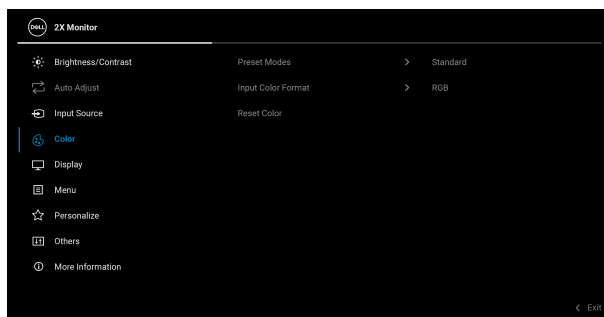 DELL 2X Monitor
Brightness/Contrast Preset Modes > Standard
Auto Adjust Input Color Format > RGB
Input Source Reset Color
Color
Display
Menu
Personalize
Others
More Information
< Exit